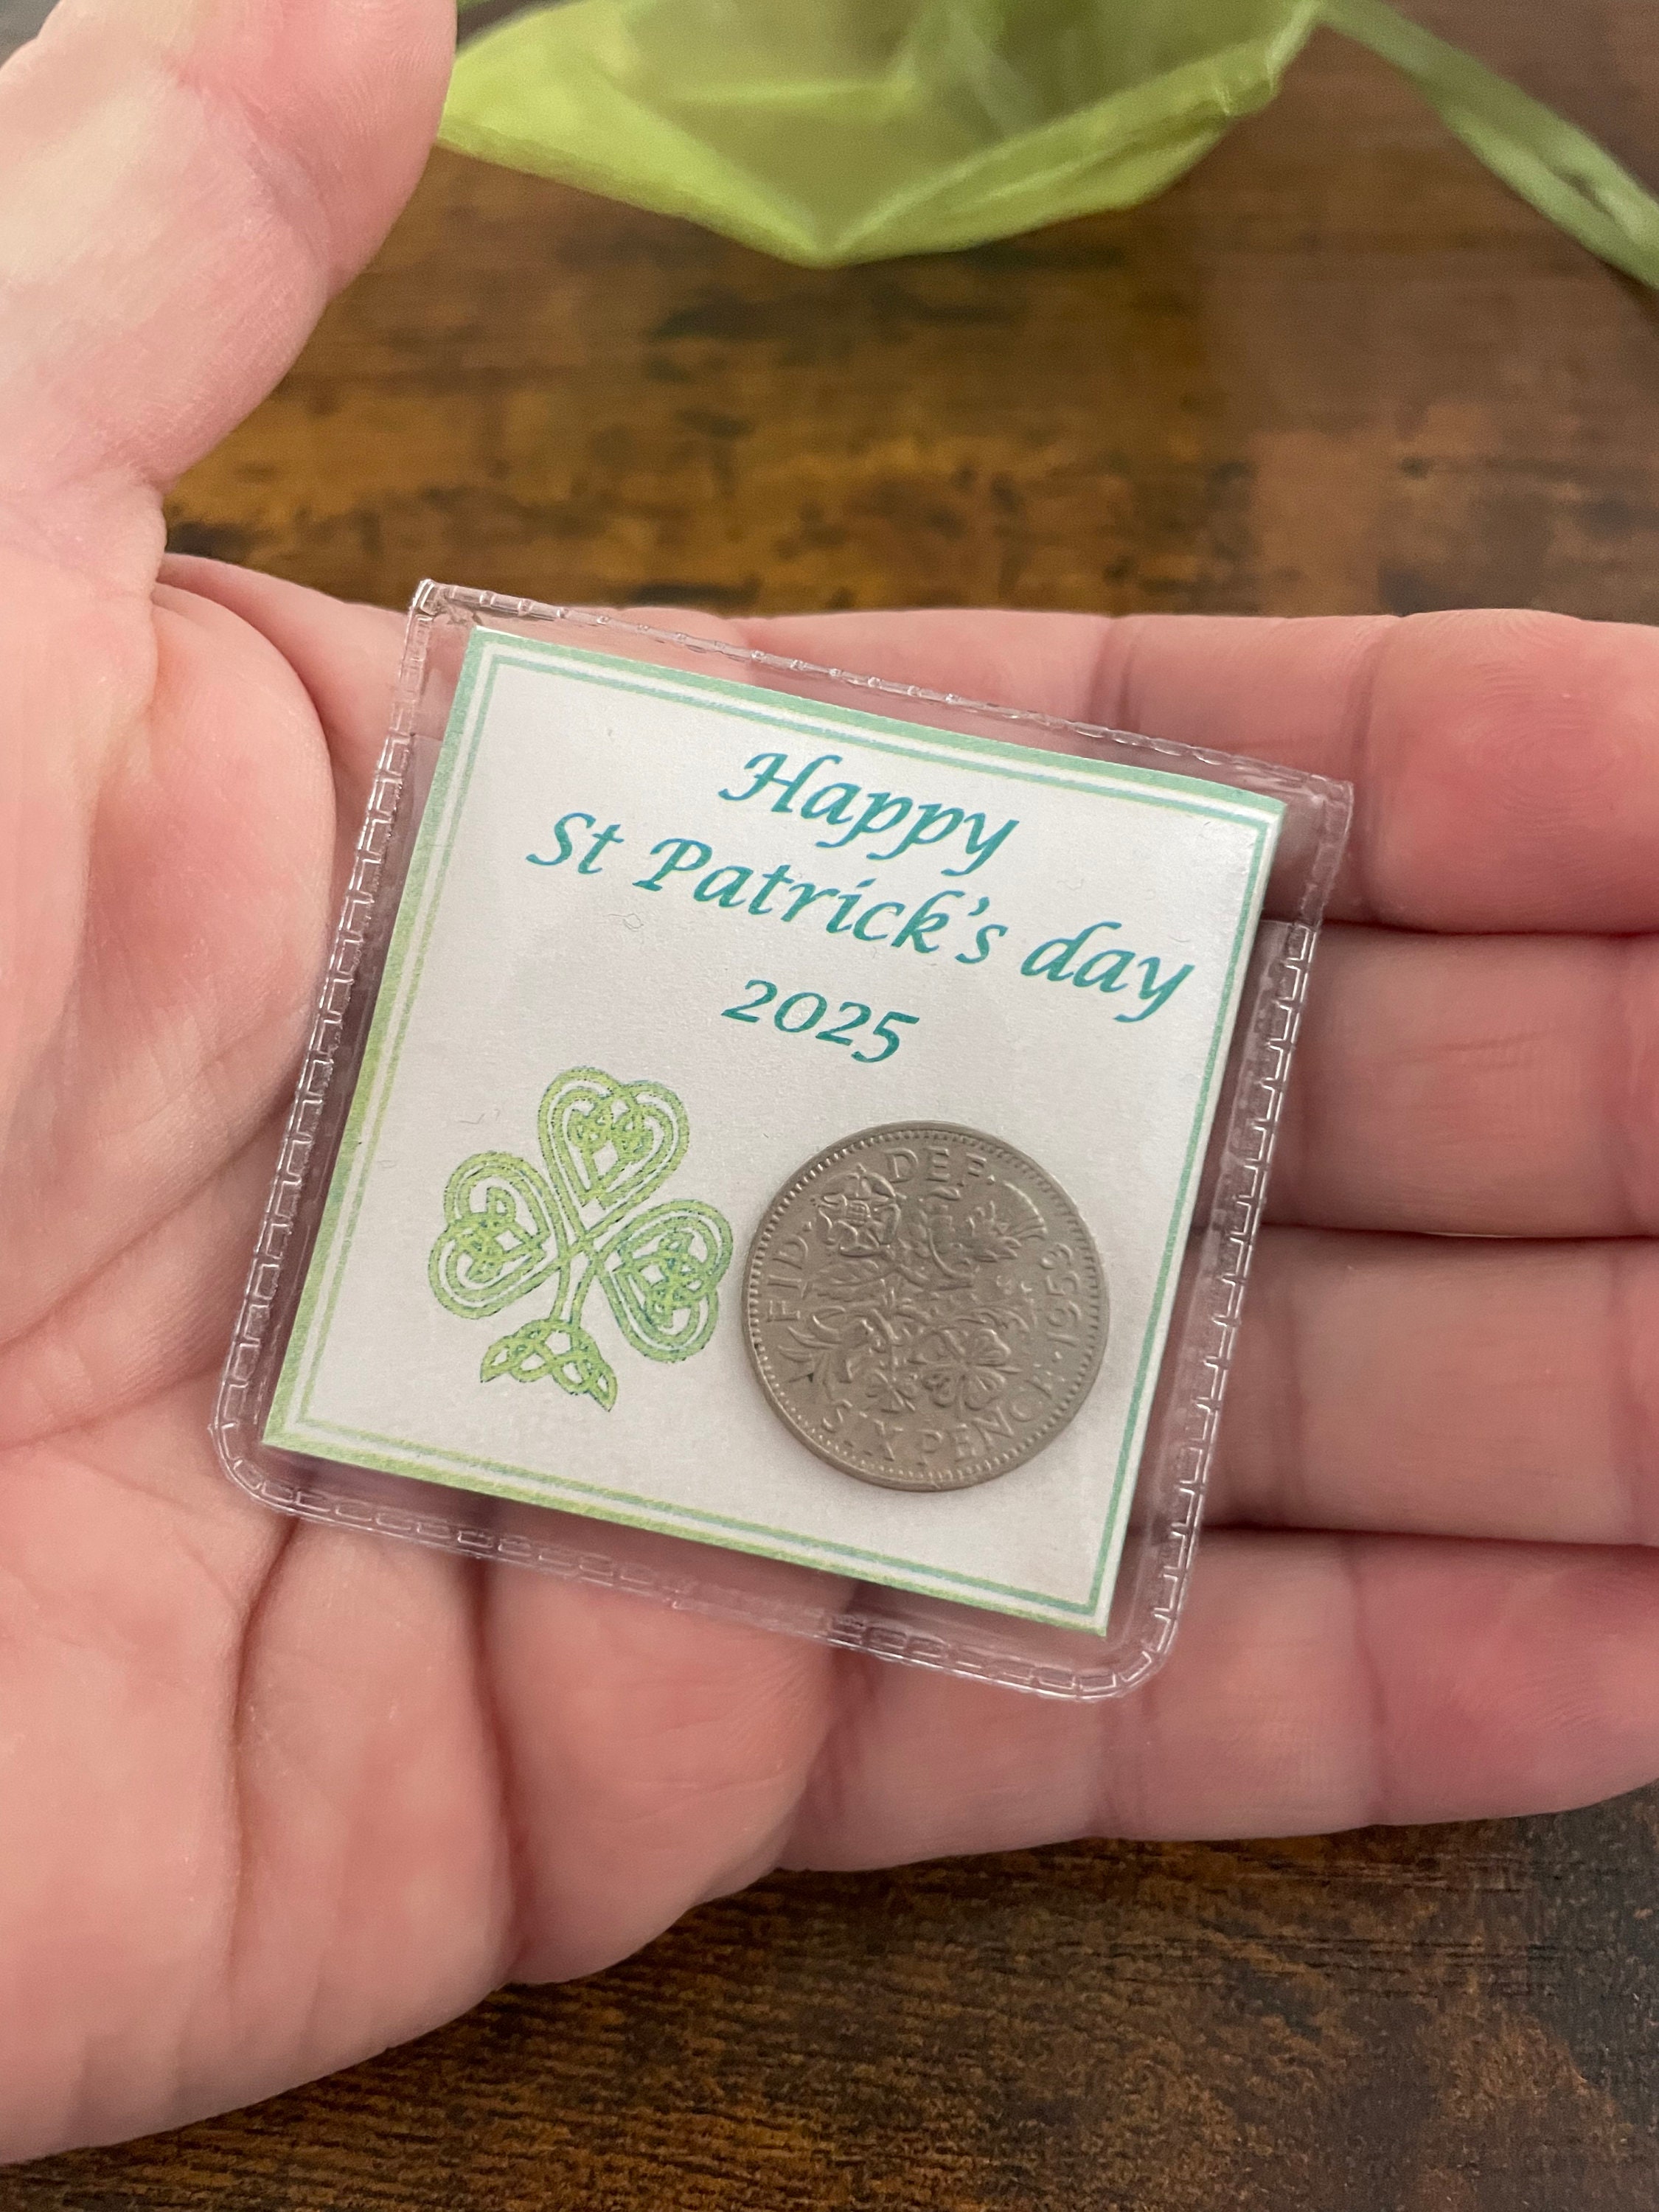 Happy
St Patrick's day
2025
FID· DEF· 1953
SIX PENCE·